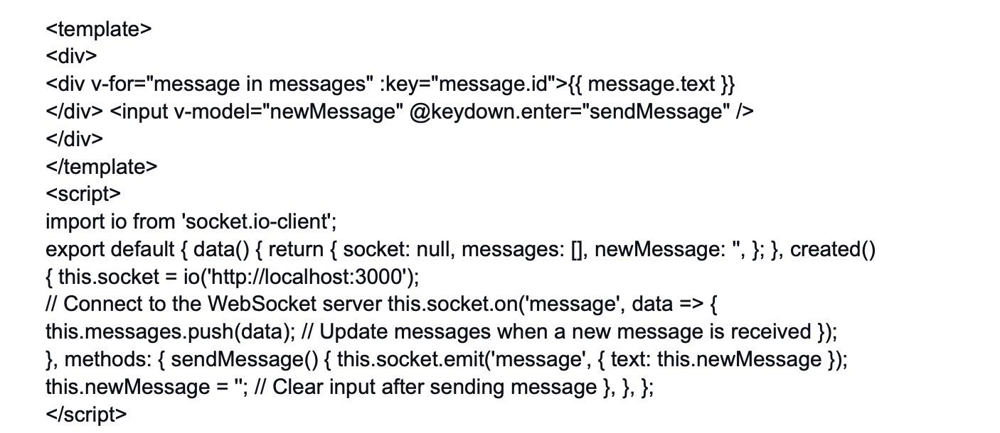 <template>
<div>
<div v-for="message in messages" :key="message.id">{{ message.text }}
</div> <input v-model="newMessage" @keydown.enter="sendMessage" />
</div>
</template>
<script>
import io from 'socket.io-client';
export default { data() { return { socket: null, messages: [], newMessage: '', }; }, created()
{ this.socket = io('http://localhost:3000');
// Connect to the WebSocket server this.socket.on('message', data => {
this.messages.push(data); // Update messages when a new message is received });
}, methods: { sendMessage() { this.socket.emit('message', { text: this.newMessage });
this.newMessage = ''; // Clear input after sending message }, }, };
</script>